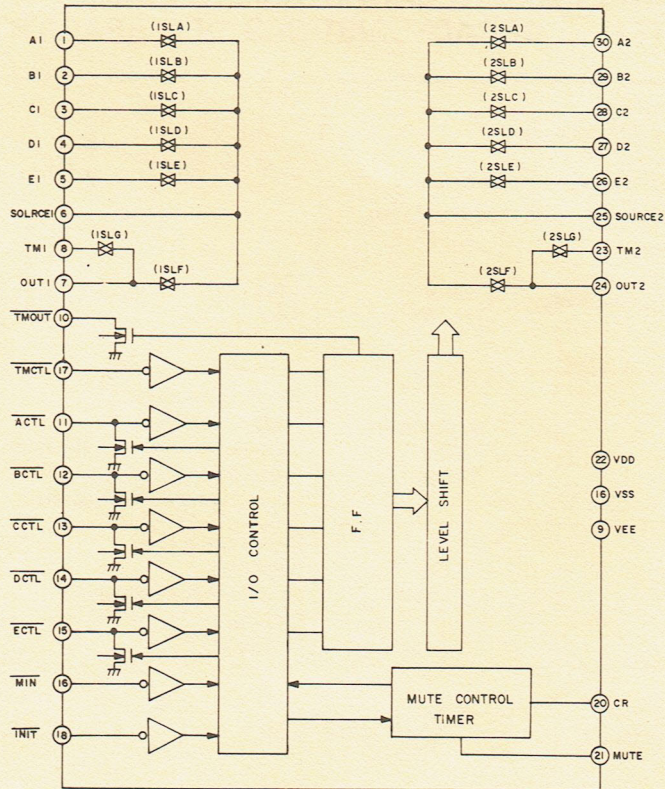 (1SLA) (2SLA)
A1 1 30 A2
(1SLB) (2SLB)
B1 2 29 B2
(1SLC) (2SLC)
C1 3 28 C2
(1SLD) (2SLD)
D1 4 27 D2
(1SLE) (2SLE)
E1 5 26 E2
SOLRCE1 6 25 SOURCE2
(1SLG) (2SLG)
TM1 8 23 TM2
(1SLF) (2SLF)
OUT1 7 24 OUT2
TMOUT 10
TMCTL 17
ACTL 11
BCTL 12
CCTL 13
DCTL 14
ECTL 15
MIN 16
INIT 18
I/O CONTROL
F.F
LEVEL SHIFT
22 VDD
16 VSS
9 VEE
MUTE CONTROL
TIMER
20 CR
21 MUTE